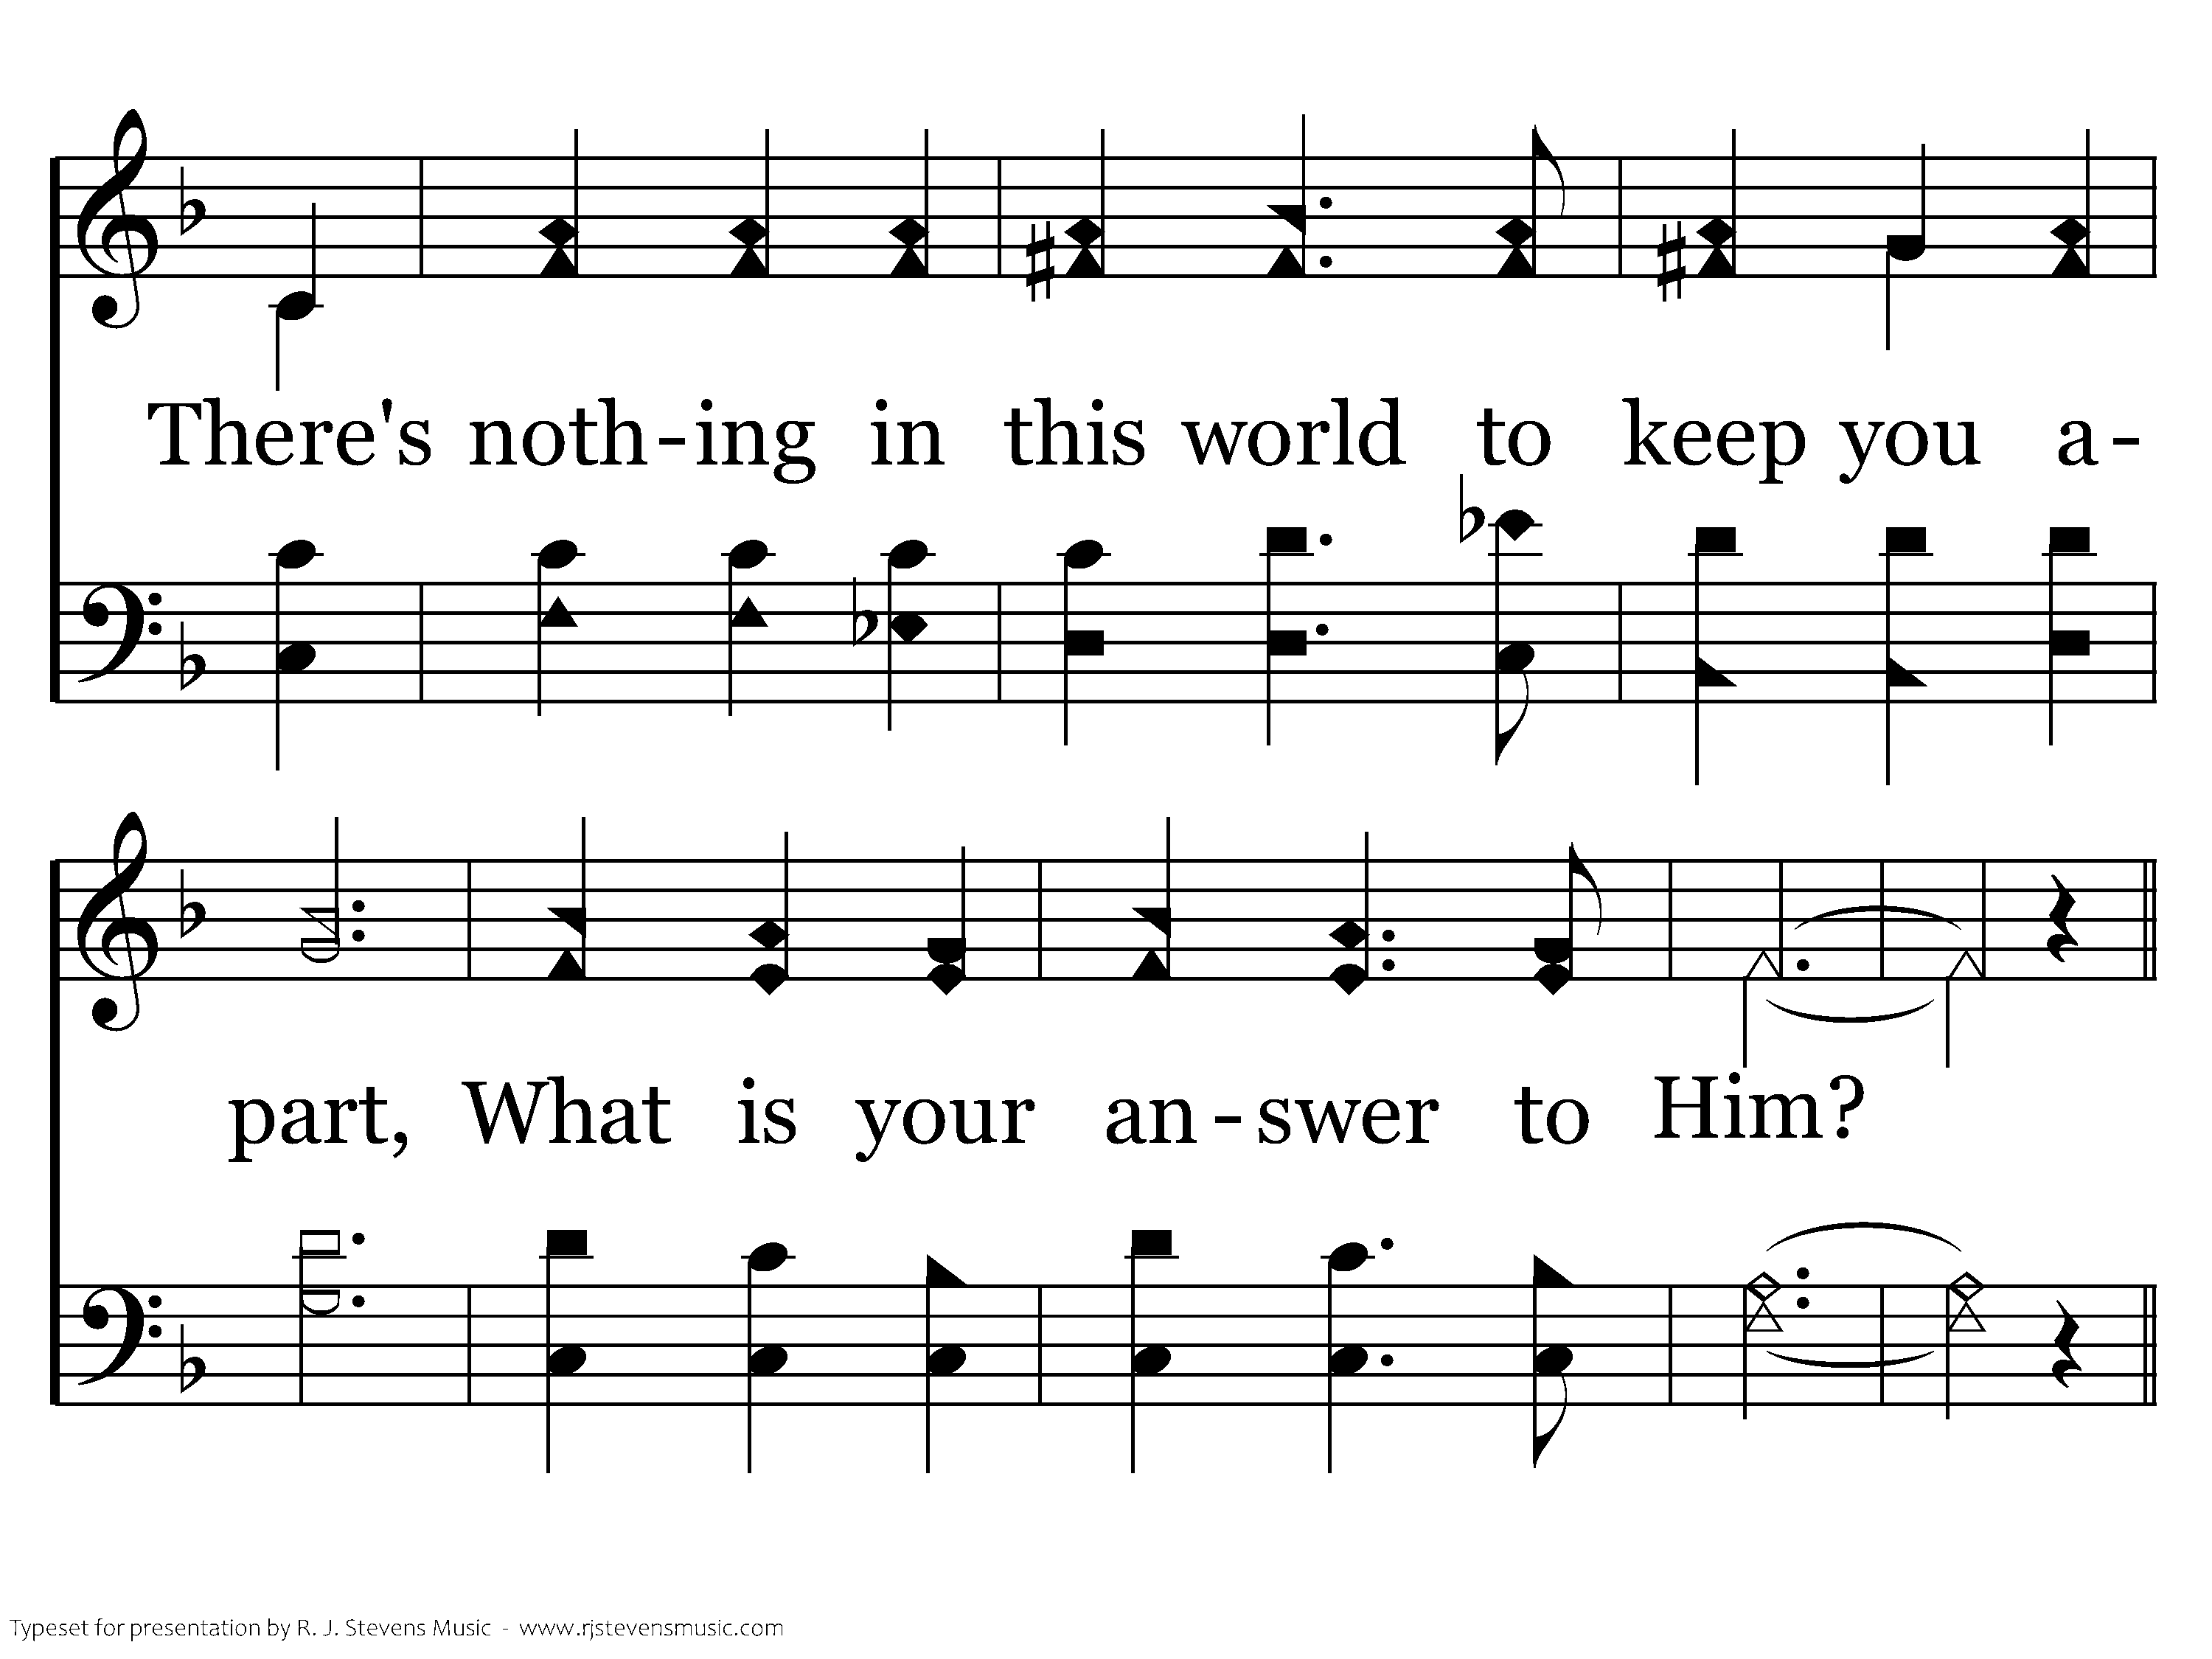 There's noth-ing in this world to keep you a-
part, What is your an-swer to Him?
Typeset for presentation by R. J. Stevens Music - www.rjstevensmusic.com